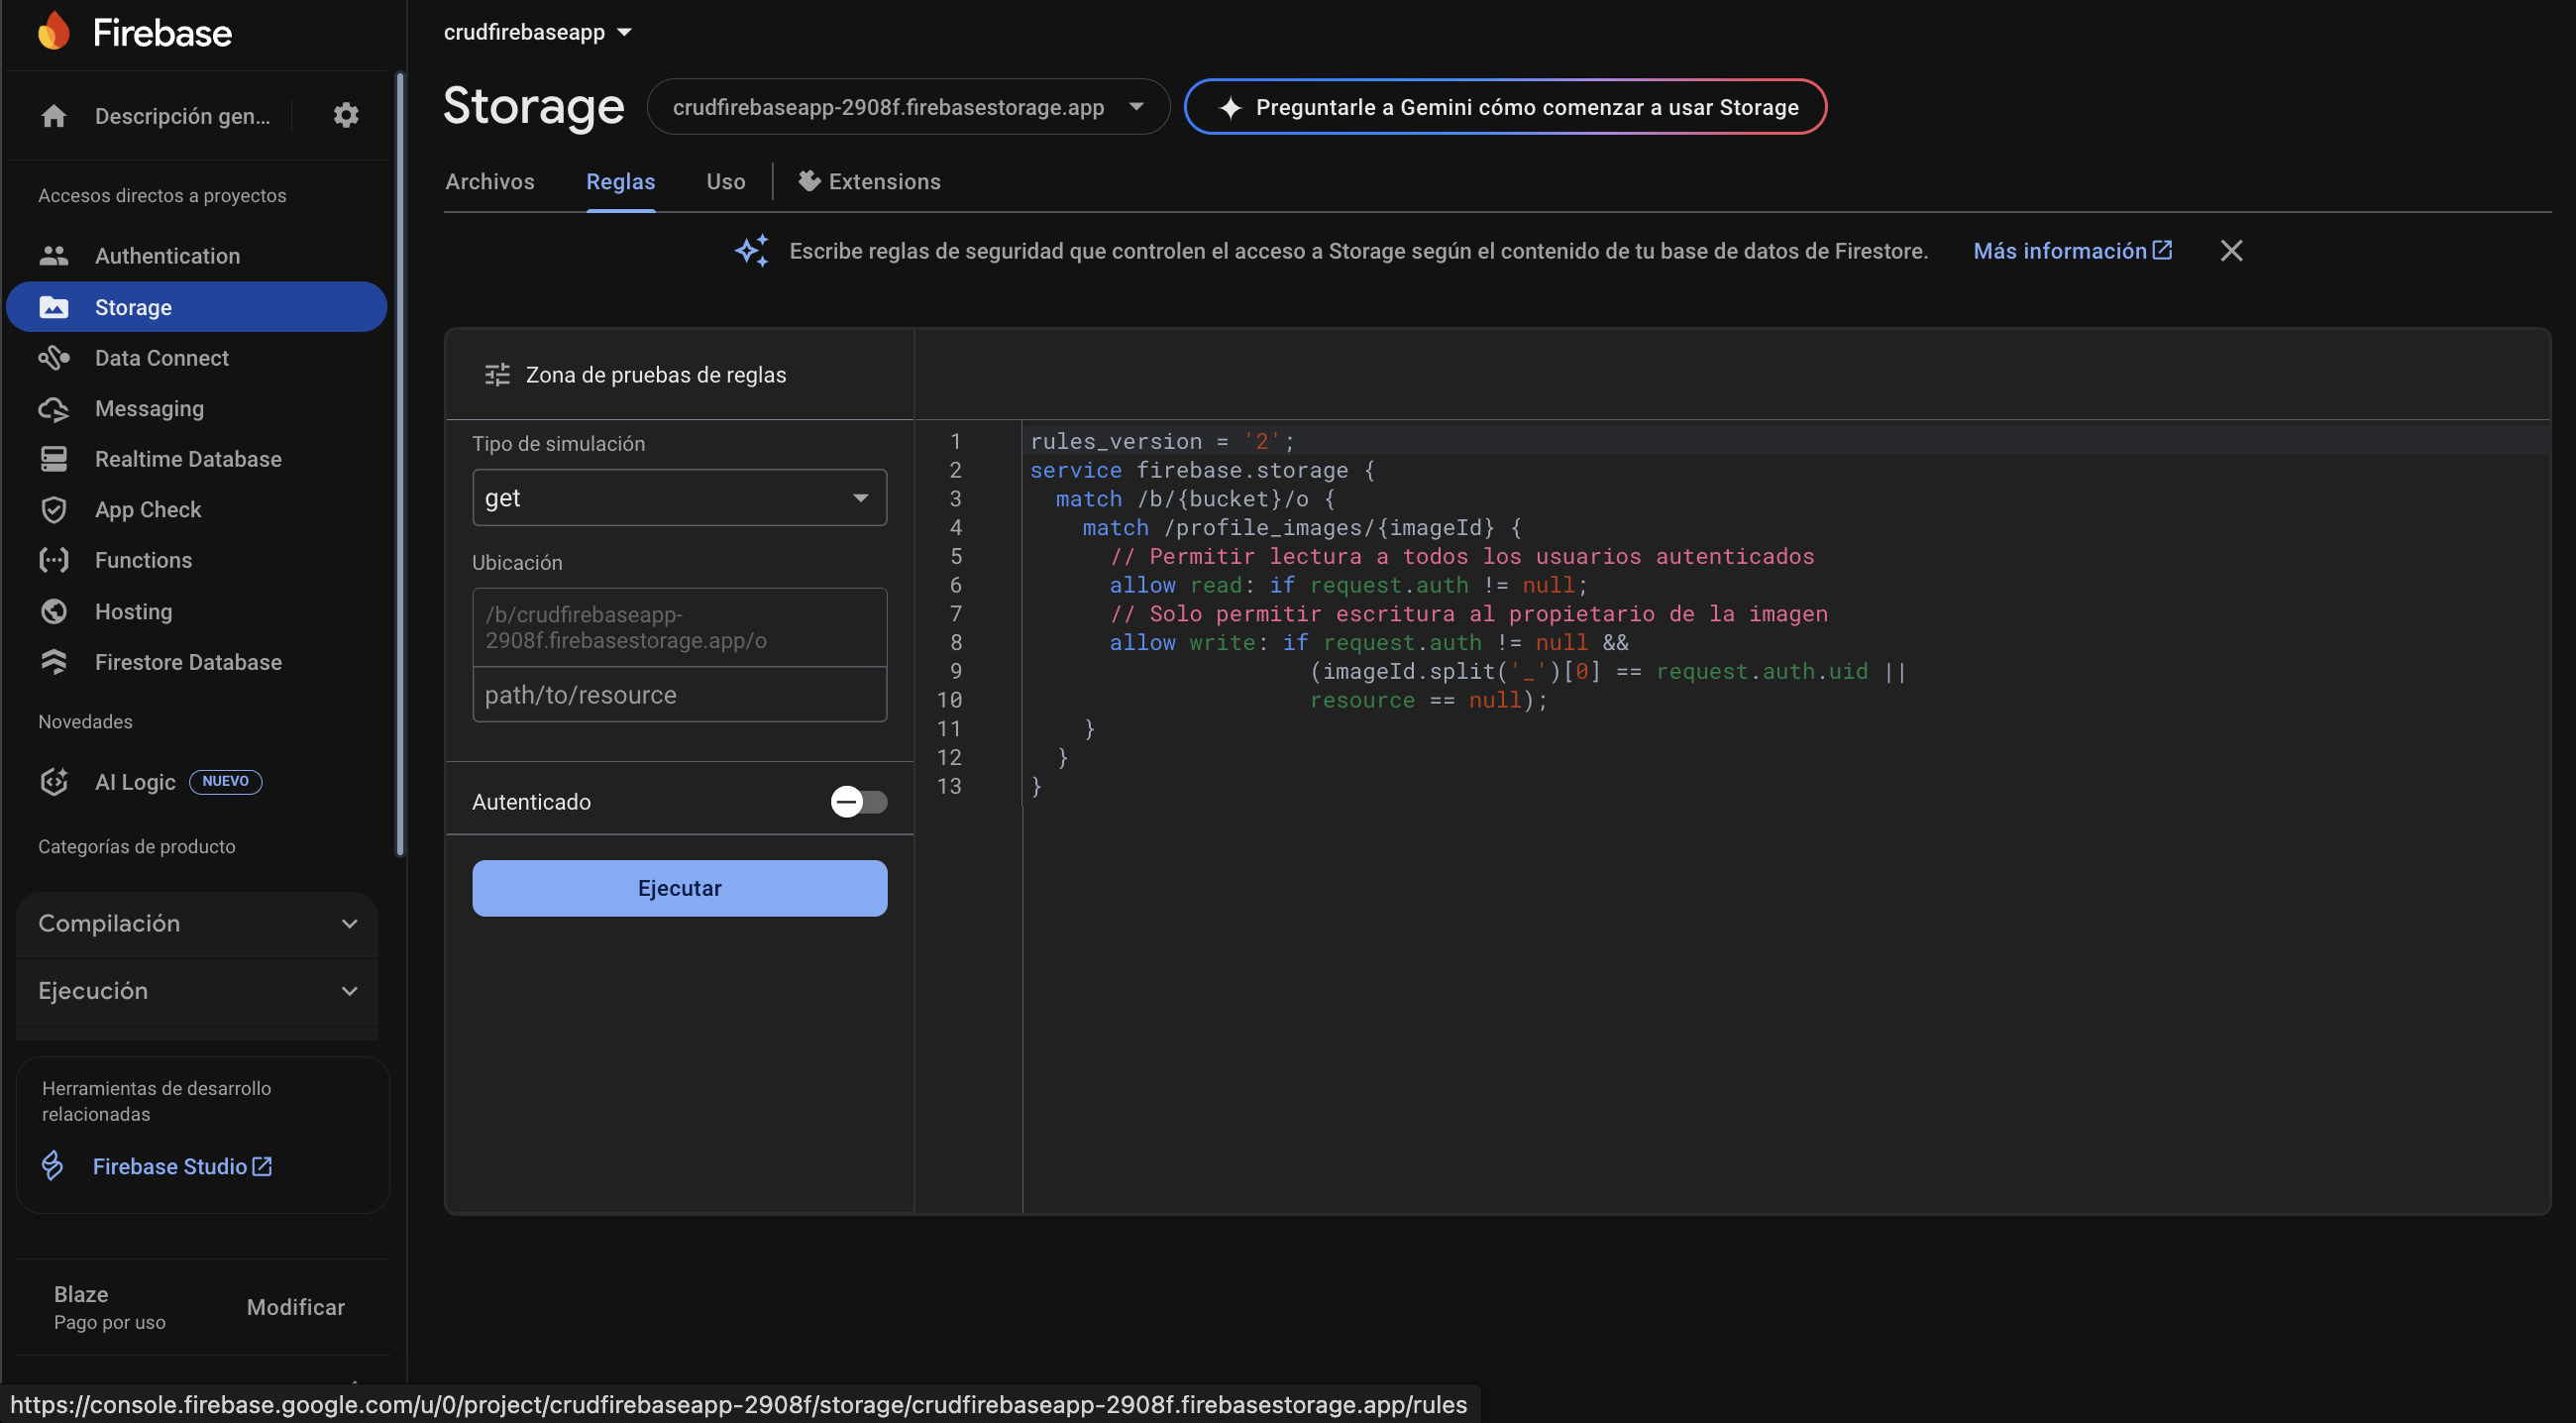 Firebase
Descripción gen...
Accesos directos a proyectos
Authentication
Storage
Data Connect
Messaging
Realtime Database
App Check
Functions
Hosting
Firestore Database
Novedades
AI Logic NUEVO
Categorías de producto
Compilación
Ejecución
Herramientas de desarrollo
relacionadas
Firebase Studio
Blaze
Pago por uso
Modificar
crudfirebaseapp
Storage
crudfirebaseapp-2908f.firebasestorage.app
Preguntarle a Gemini cómo comenzar a usar Storage
Archivos Reglas Uso Extensions
Escribe reglas de seguridad que controlen el acceso a Storage según el contenido de tu base de datos de Firestore. Más información
Zona de pruebas de reglas
Tipo de simulación
get
Ubicación
/b/crudfirebaseapp-
2908f.firebasestorage.app/o
path/to/resource
Autenticado
Ejecutar
1 rules_version = '2';
2 service firebase.storage {
3 match /b/{bucket}/o {
4 match /profile_images/{imageId} {
5 // Permitir lectura a todos los usuarios autenticados
6 allow read: if request.auth != null;
7 // Solo permitir escritura al propietario de la imagen
8 allow write: if request.auth != null &&
9 (imageId.split('_')[0] == request.auth.uid ||
10 resource == null);
11 }
12 }
13 }
https://console.firebase.google.com/u/0/project/crudfirebaseapp-2908f/storage/crudfirebaseapp-2908f.firebasestorage.app/rules